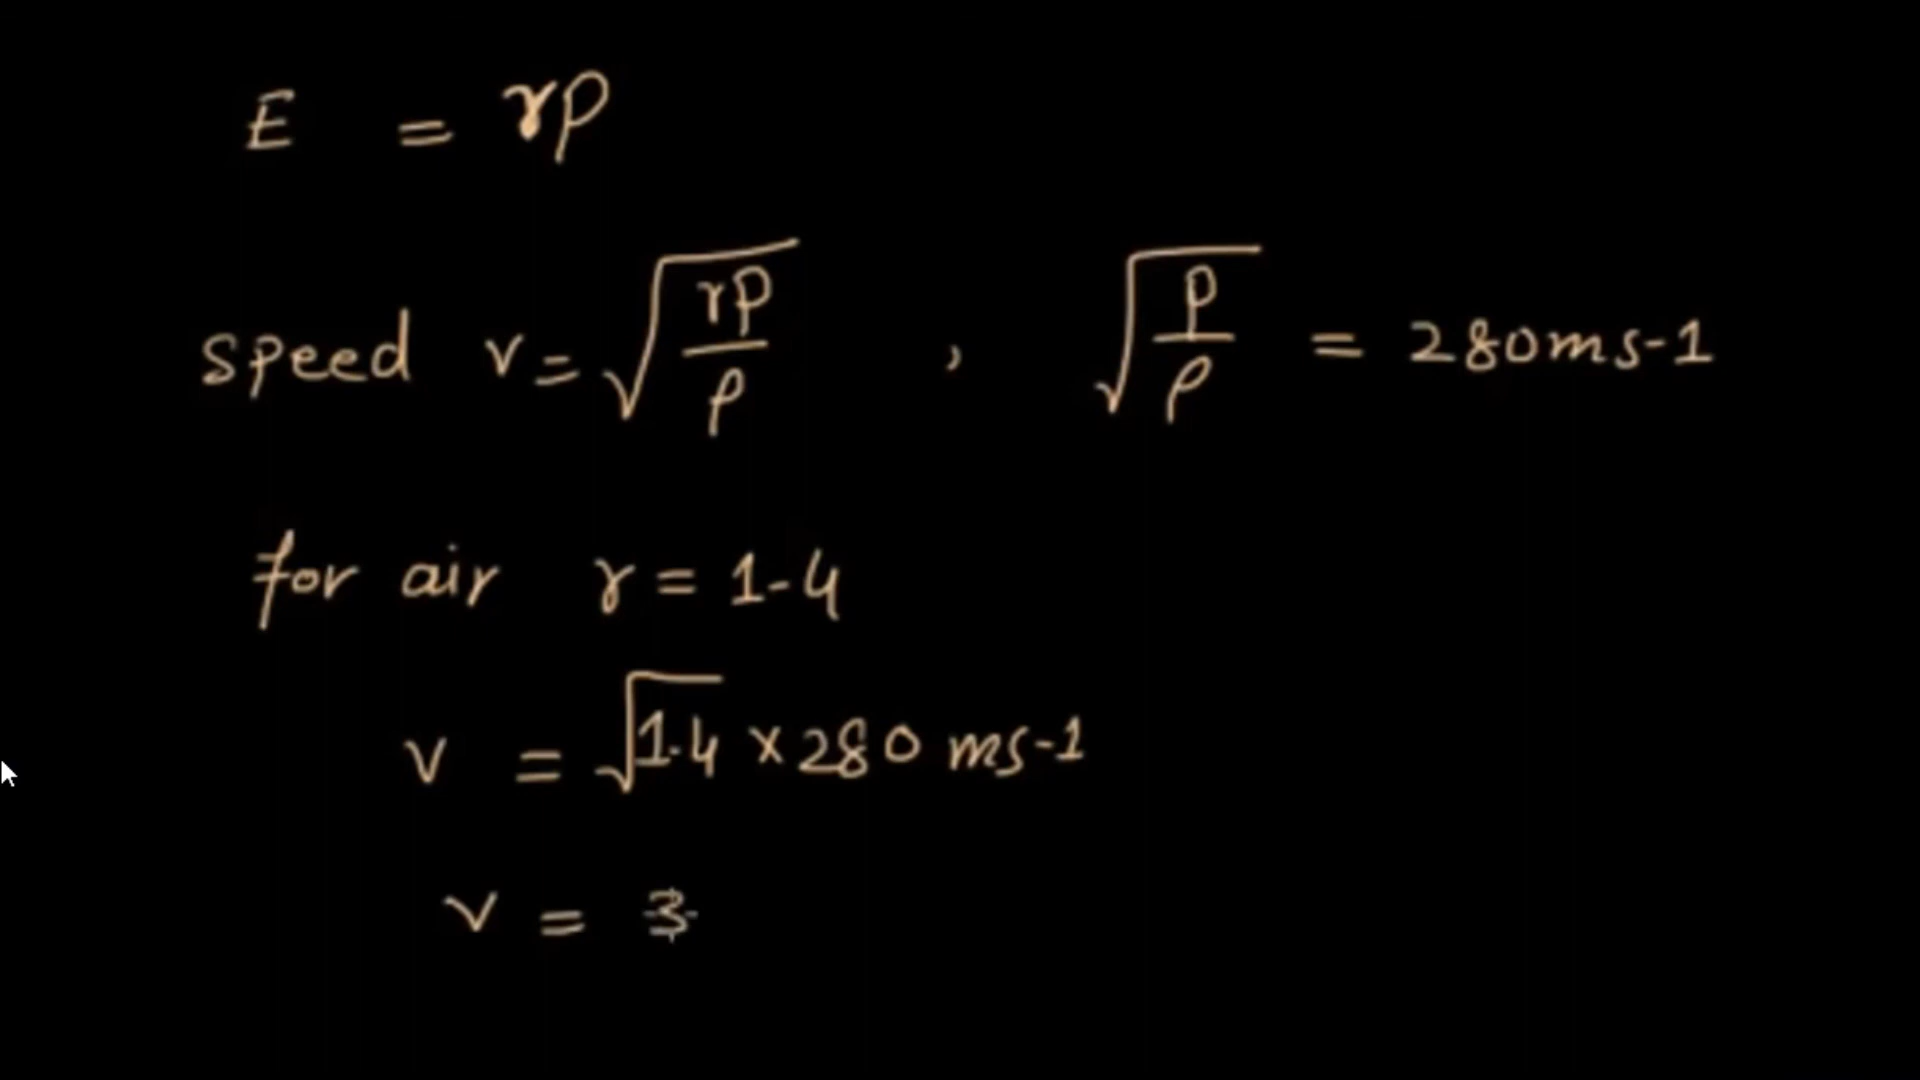 E = γP
speed v = √(γP/ρ) , √(P/ρ) = 280ms-1
for air γ = 1-4
v = √1.4 × 280 ms-1
v = 3